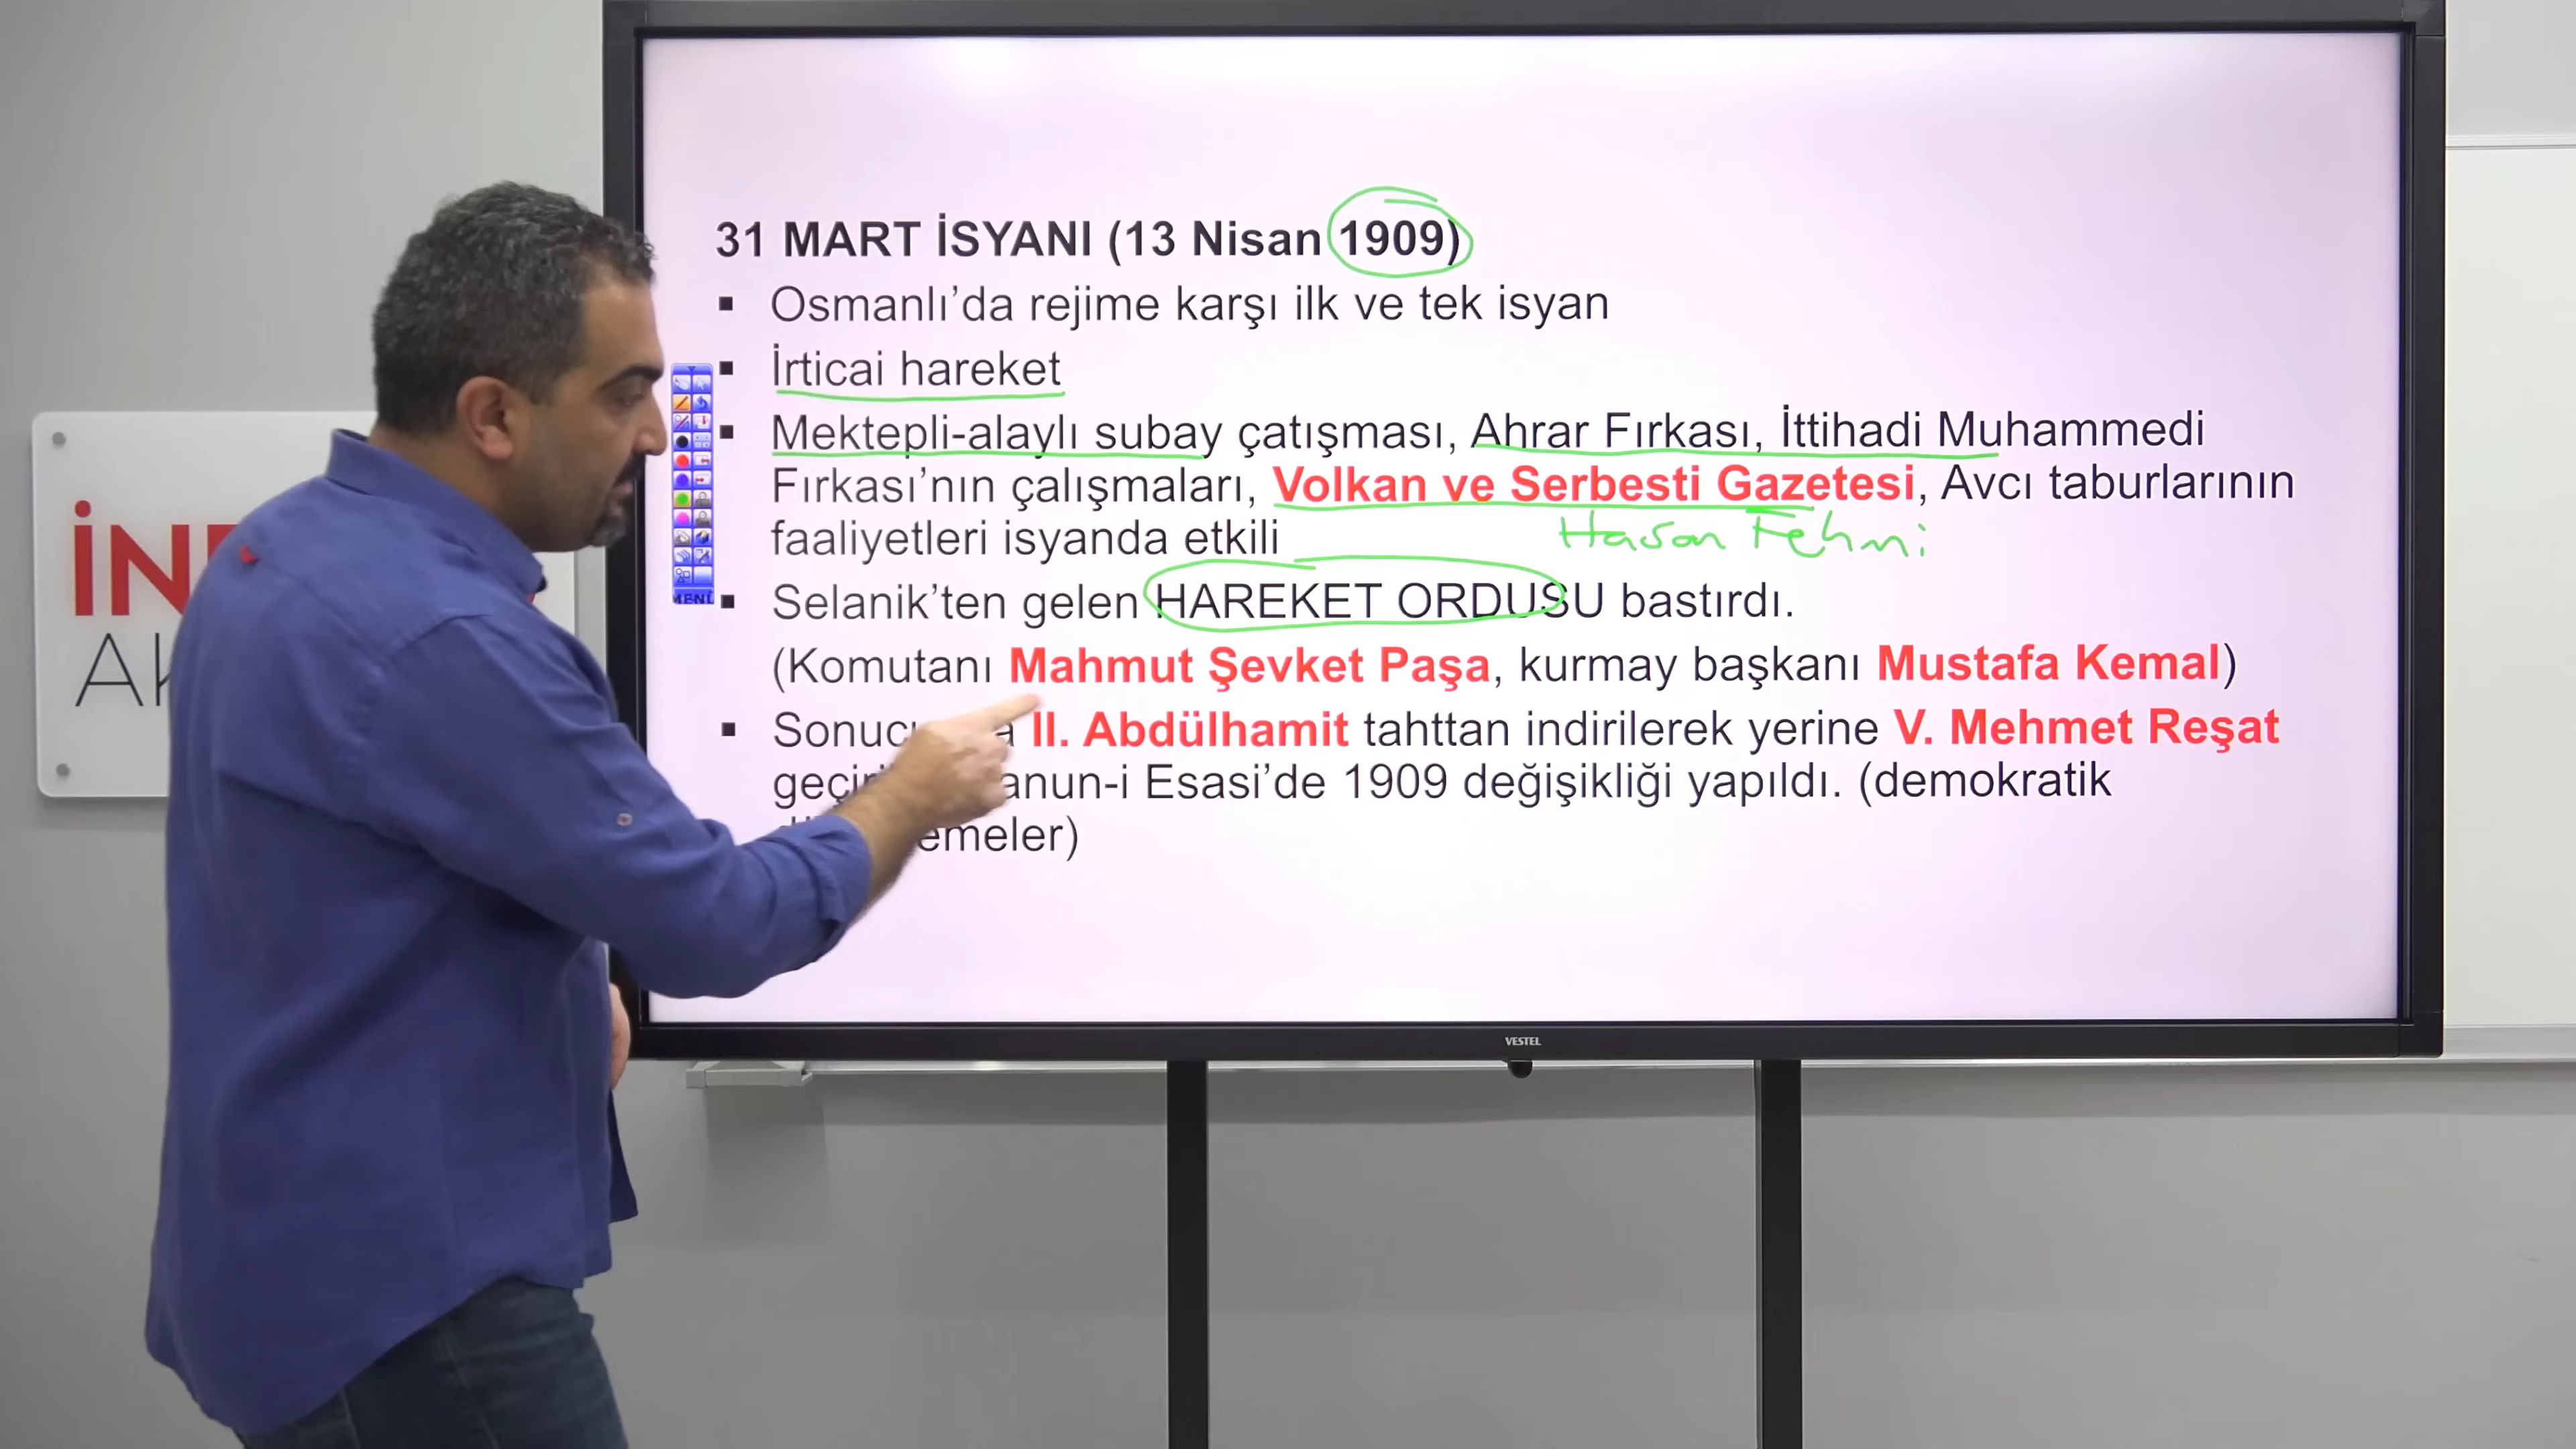 31 MART İSYANI (13 Nisan 1909)
▪ Osmanlı’da rejime karşı ilk ve tek isyan
▪ İrticai hareket
▪ Mektepli-alaylı subay çatışması, Ahrar Fırkası, İttihadi Muhammedi
Fırkası’nın çalışmaları, Volkan ve Serbesti Gazetesi, Avcı taburlarının
faaliyetleri isyanda etkili
Hasan Fehmi
▪ Selanik’ten gelen HAREKET ORDUSU bastırdı.
(Komutanı Mahmut Şevket Paşa, kurmay başkanı Mustafa Kemal)
▪ II. Abdülhamit tahttan indirilerek yerine V. Mehmet Reşat
Esasi’de 1909 değişikliği yapıldı. (demokratik
MENÜ
VESTEL